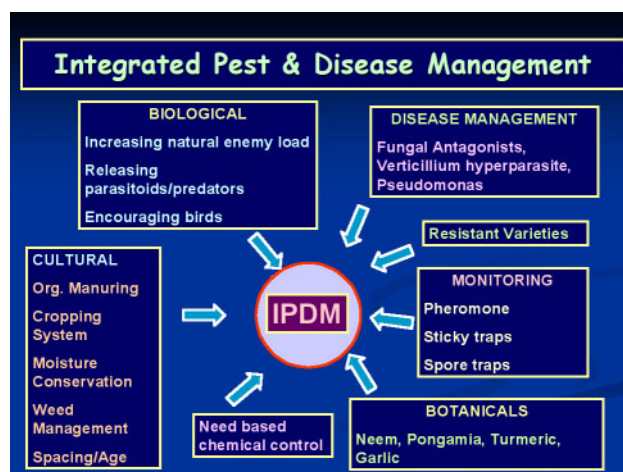 Integrated Pest & Disease Management
BIOLOGICAL
Increasing natural enemy load
Releasing
parasitoids/predators
Encouraging birds
DISEASE MANAGEMENT
Fungal Antagonists,
Verticillium hyperparasite,
Pseudomonas
Resistant Varieties
CULTURAL
Org. Manuring
Cropping
System
Moisture
Conservation
Weed
Management
Spacing/Age
IPDM
MONITORING
Pheromone
Sticky traps
Spore traps
Need based
chemical control
BOTANICALS
Neem, Pongamia, Turmeric,
Garlic